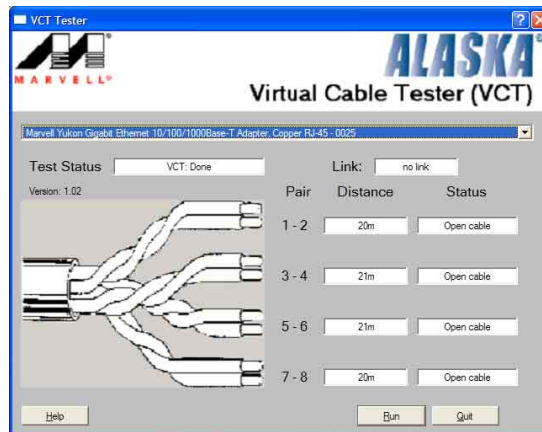 VCT Tester
MARVELL®
ALASKA®
Virtual Cable Tester (VCT)
Marvell Yukon Gigabit Ethernet 10/100/1000Base-T Adapter, Copper RJ-45 - 0025
Test Status VCT: Done Link: no link
Version: 1.02
Pair Distance Status
1 - 2 20m Open cable
3 - 4 21m Open cable
5 - 6 21m Open cable
7 - 8 20m Open cable
Help Run Quit